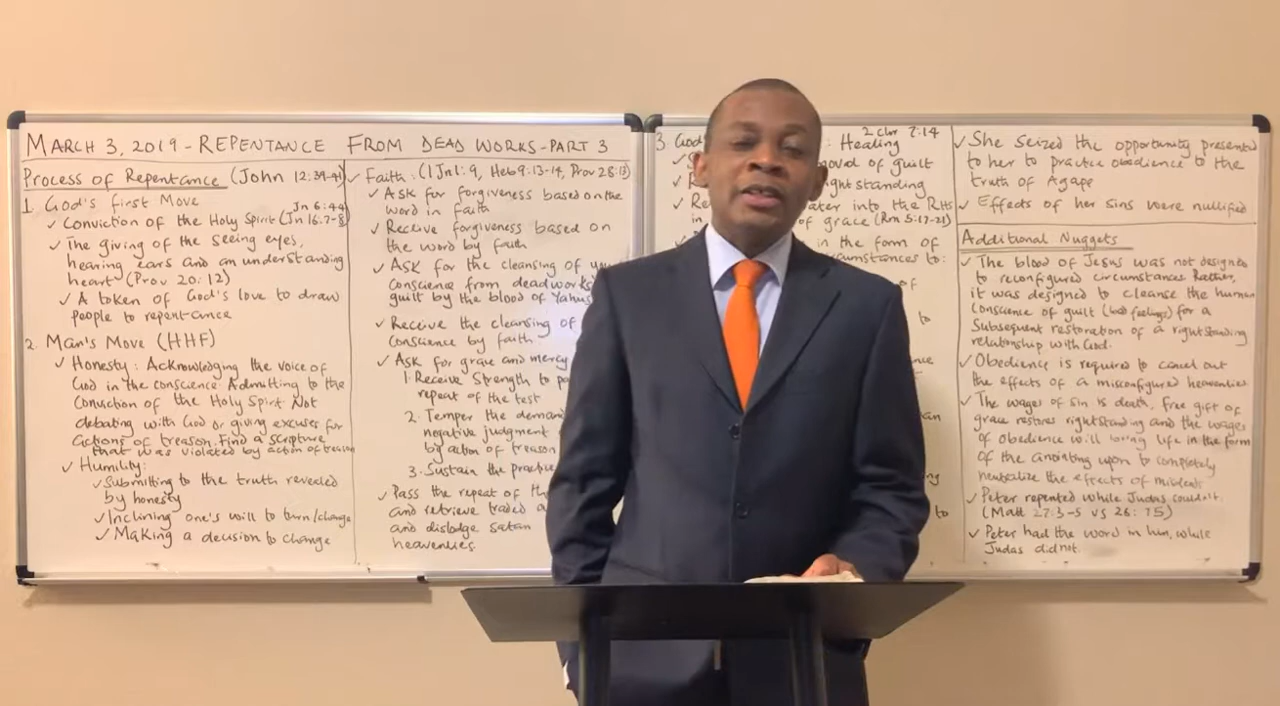 MARCH 3, 2019 - REPENTANCE FROM DEAD WORKS - PART 3
Process of Repentance (John 12:39-41)
1. God's first Move Jn 6:44
✓ Conviction of the Holy Spirit (Jn 16:7-8)
✓ The giving of the seeing eyes,
hearing ears and an understanding
heart (Prov 20:12)
✓ A token of God's love to draw
people to repentance
2. Man's Move (HHF)
✓ Honesty: Acknowledging the voice of
God in the conscience. Admitting to the
Conviction of the Holy Spirit. Not
debating with God or giving excuses for
actions of treason. Find a scripture
that was violated by action of treason
✓ Humility:
✓ Submitting to the truth revealed
by honesty
✓ Inclining one's will to turn/change
✓ Making a decision to change
✓ Faith: (1 Jn 1:9, Heb 9:13-14, Prov 28:13)
✓ Ask for forgiveness based on the
word in faith
✓ Receive forgiveness based on
the word by faith
✓ Ask for the cleansing of
Conscience from dead works
guilt by the blood of
✓ Receive the cleansing of
Conscience by faith
✓ Ask for grace and mercy
1. Receive Strength to
repeat of the test
2. Temper the
negative judgment
by action of treason
3. Sustain the practice
✓ Pass the repeat of
and retrieve traded
and dislodge satan
heavenlies.
3. 2 chr 7:14
: Healing
of guilt
into the RHS
of grace (Rm 5:17-21)
in the form of
to:
of
to
to
✓ She seized the opportunity presented
to her to practice obedience to the
truth of Agape
✓ Effects of her sins were nullified
Additional Nuggets
✓ The blood of Jesus was not designed
to reconfigured circumstances Rather,
it was designed to cleanse the human
Conscience of guilt (bad feelings) for a
Subsequent restoration of a rightstanding
relationship with God.
✓ Obedience is required to cancel out
the effects of a misconfigured heavenlies
✓ The wages of sin is death, free gift of
grace restores rightstanding and the wages
of obedience will bring life in the form
of the anointing upon to completely
neutralize the effects of misdeeds
✓ Peter repented while Judas couldn't.
(Matt 27:3-5 vs 26:75)
✓ Peter had the word in him, while
Judas did not.